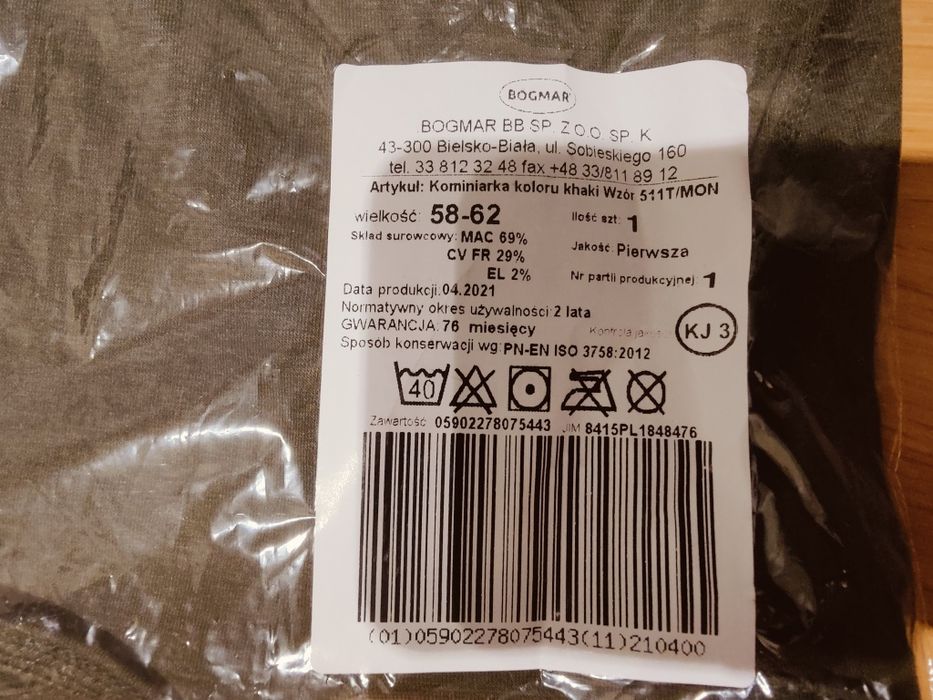 BOGMAR
BOGMAR BB SP. Z O.O. SP. K
43-300 Bielsko-Biała, ul. Sobieskiego 160
tel. 33 812 32 48 fax +48 33/811 89 12
Artykuł: Kominiarka koloru khaki Wzór 511T/MON
wielkość: 58-62 Ilość szt: 1
Skład surowcowy: MAC 69%
CV FR 29%
EL 2%
Jakość: Pierwsza
Nr partii produkcyjnej: 1
Data produkcji: 04.2021
Normatywny okres używalności: 2 lata
GWARANCJA: 76 miesięcy
Kontrola KJ 3
Sposób konserwacji wg: PN-EN ISO 3758:2012
40
Zawartość 05902278075443 JIM 8415PL1848476
(01)05902278075443(11)210400